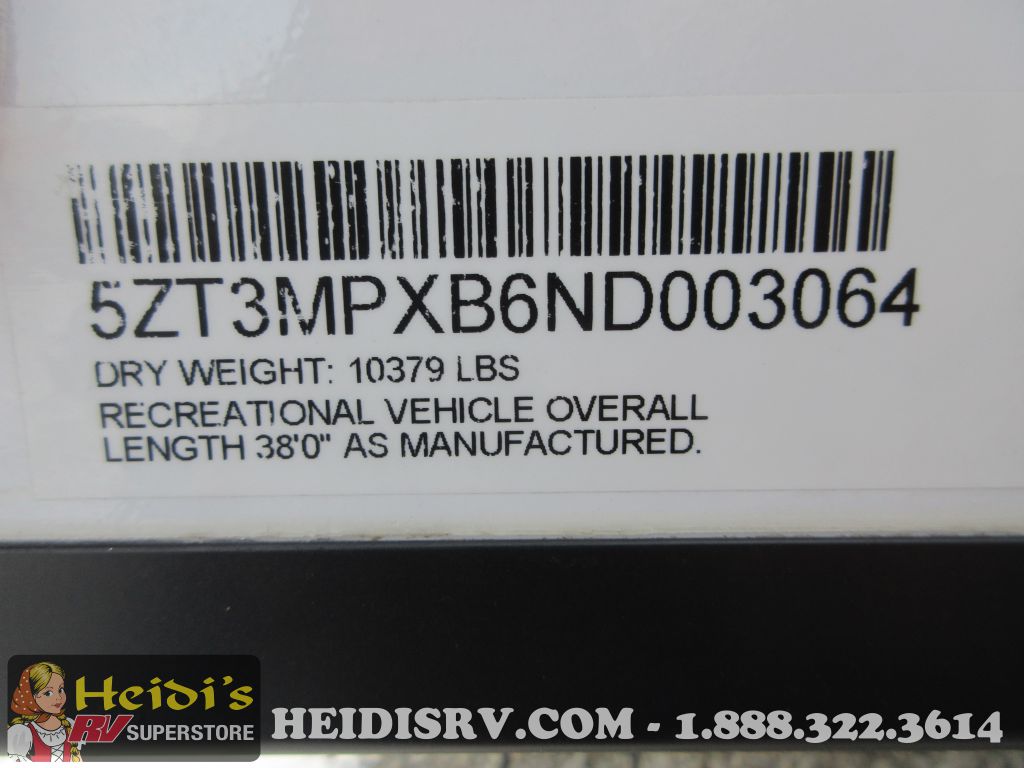 5ZT3MPXB6ND003064
DRY WEIGHT: 10379 LBS
RECREATIONAL VEHICLE OVERALL
LENGTH 38'0" AS MANUFACTURED.
Heidi's
RV SUPERSTORE
HEIDISRV.COM - 1.888.322.3614